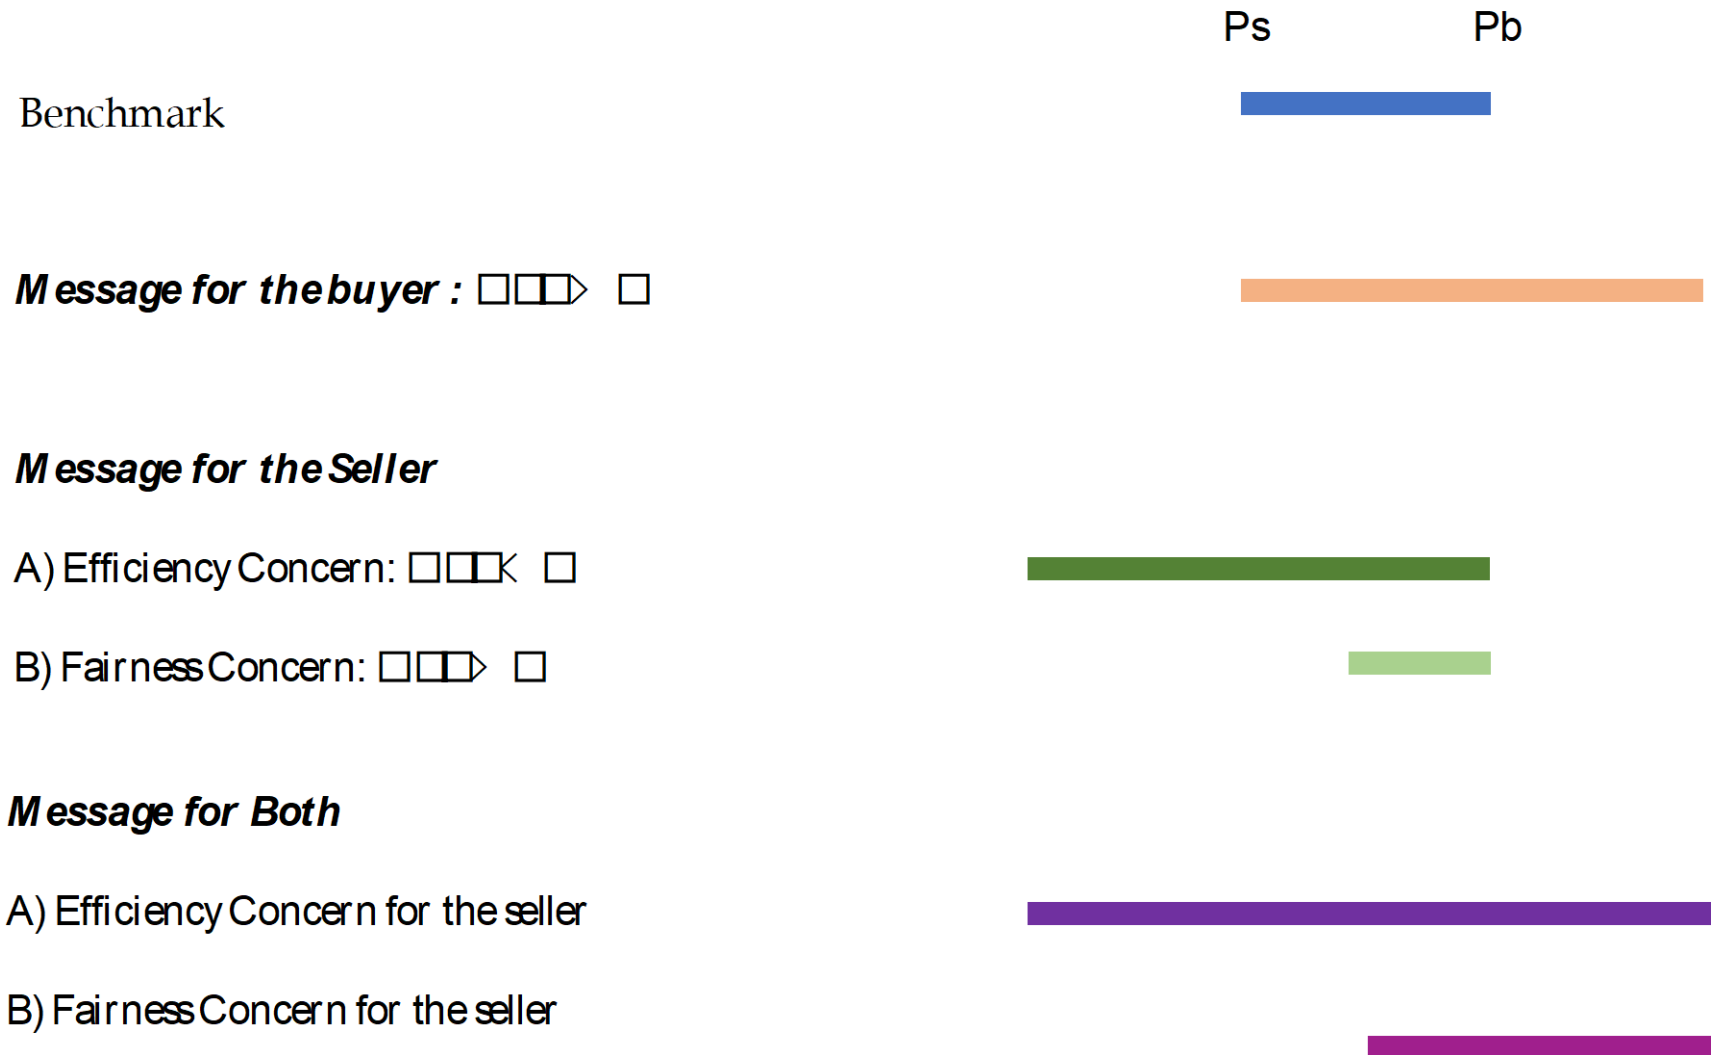 Ps Pb
Benchmark
Message for the buyer : □□□> □
Message for the Seller
A) Efficiency Concern: □□□< □
B) Fairness Concern: □□□> □
Message for Both
A) Efficiency Concern for the seller
B) Fairness Concern for the seller